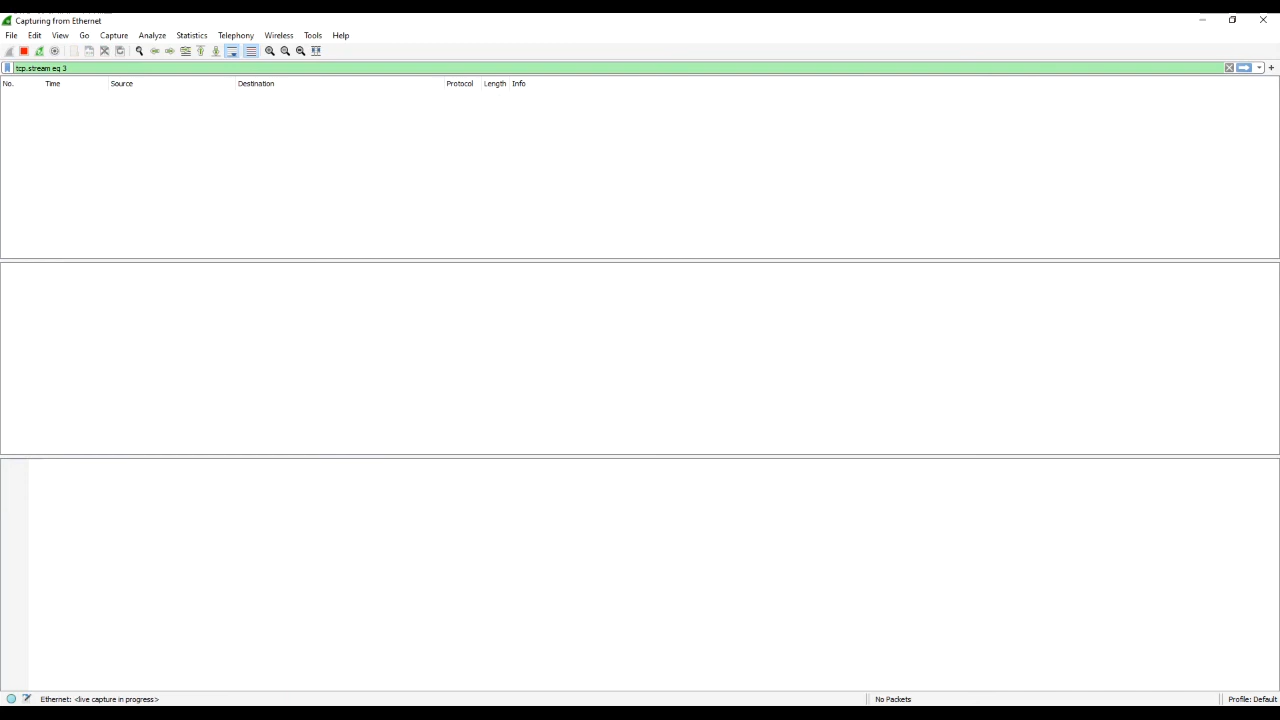 Capturing from Ethernet
File Edit View Go Capture Analyze Statistics Telephony Wireless Tools Help
tcp.stream eq 3
No. Time Source Destination Protocol Length Info
Ethernet: <live capture in progress> No Packets Profile: Default